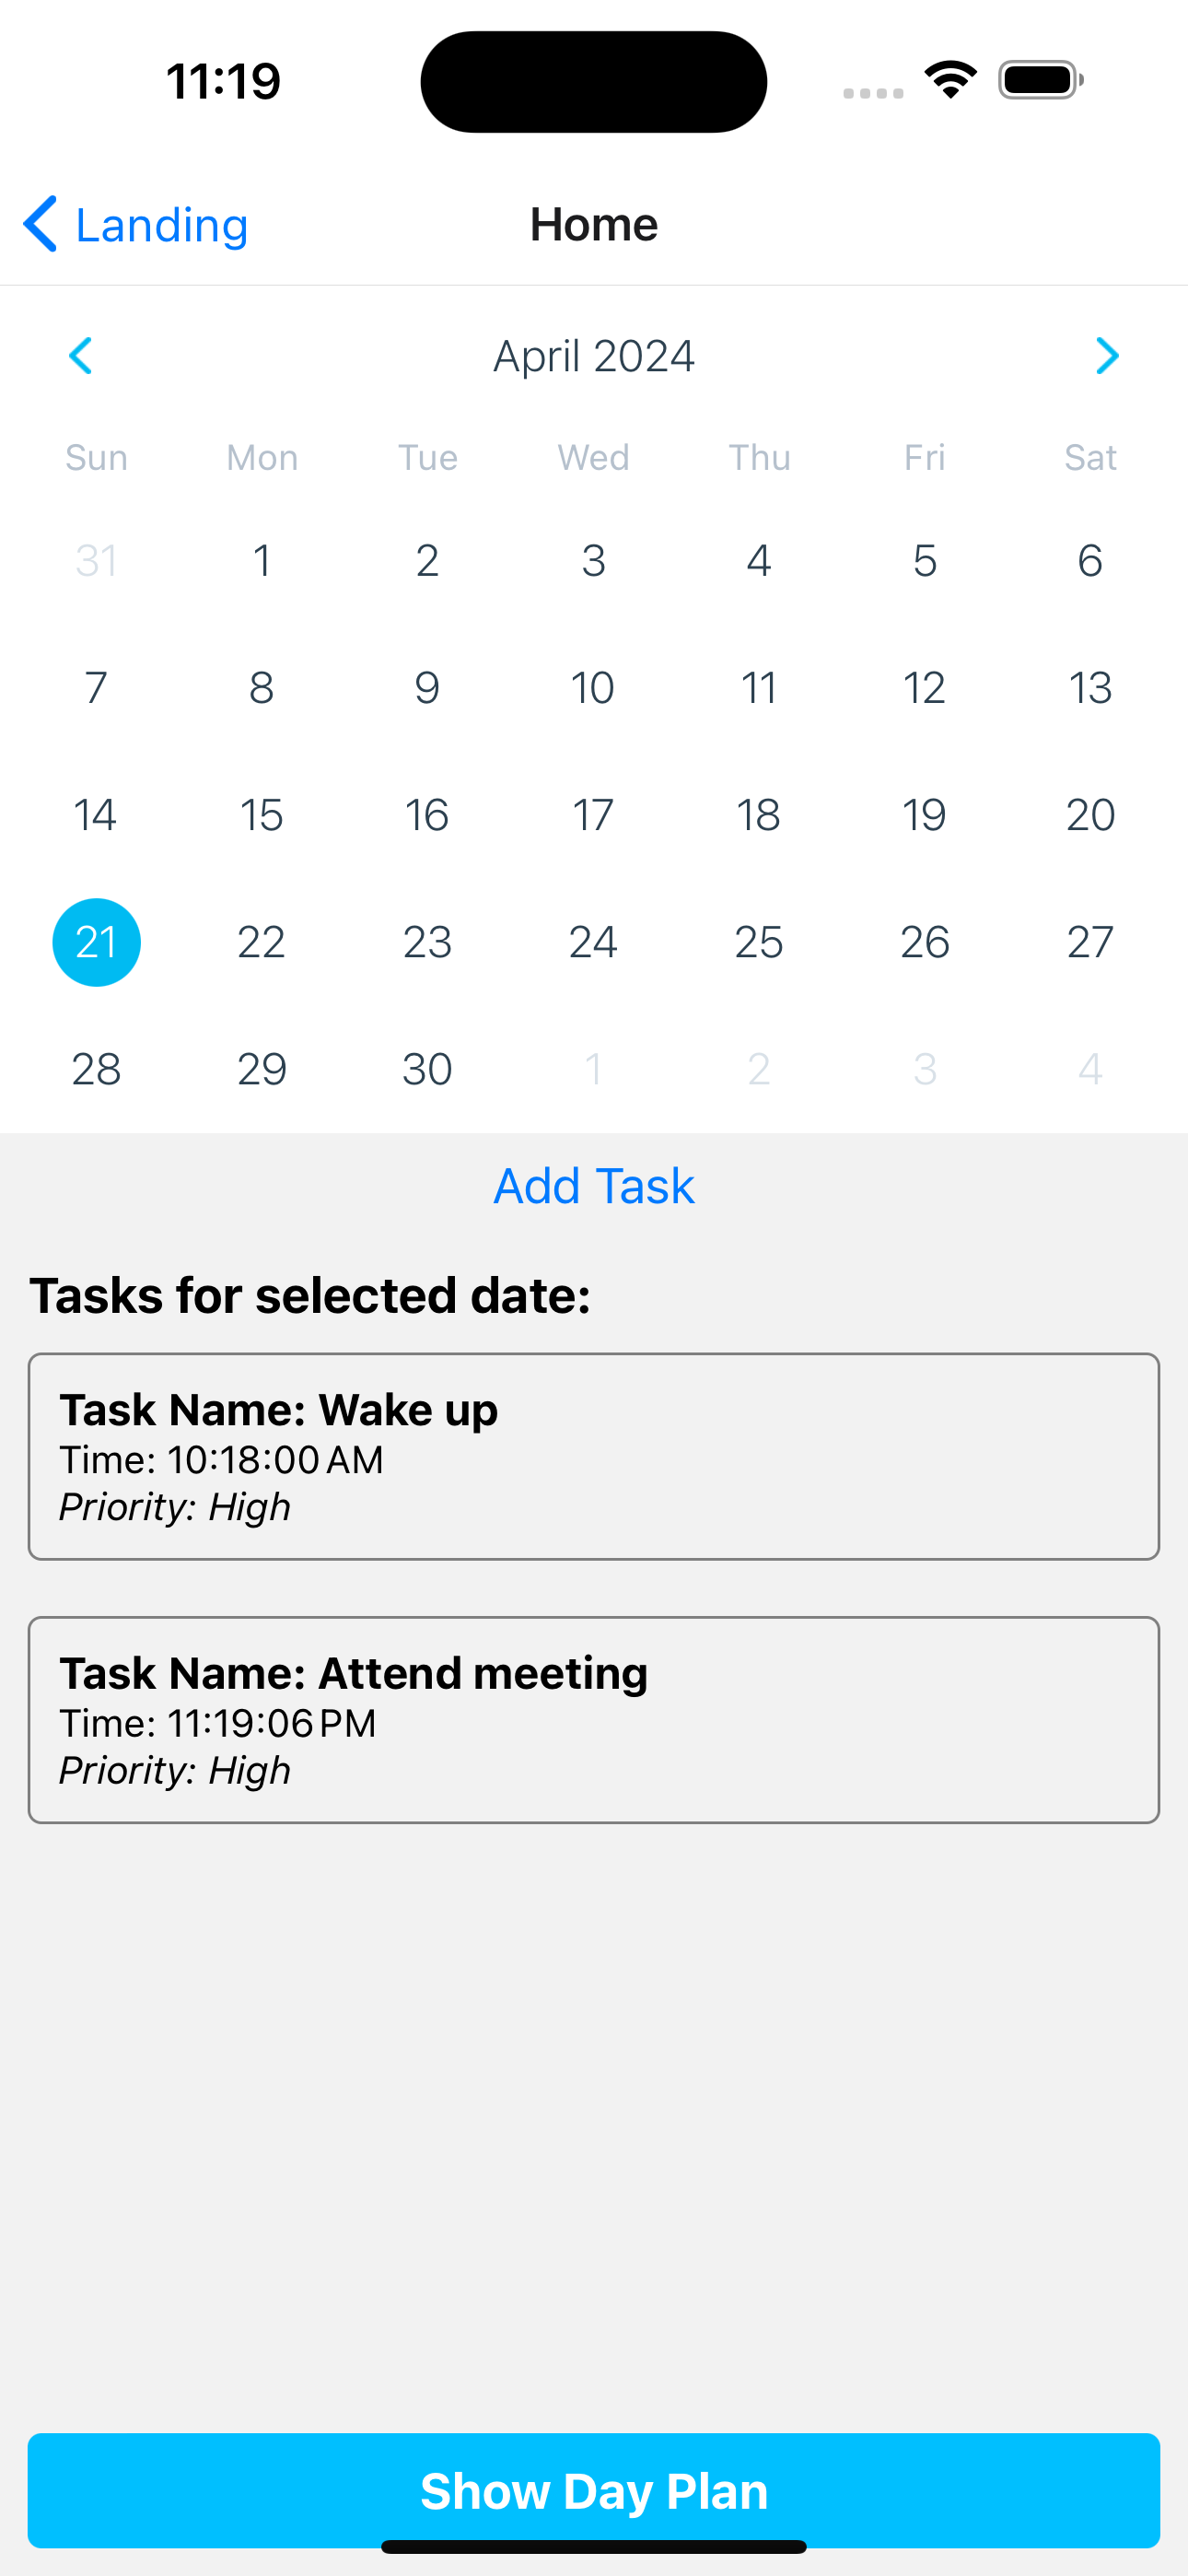 11:19
Landing
Home
April 2024
Sun Mon Tue Wed Thu Fri Sat
31 1 2 3 4 5 6
7 8 9 10 11 12 13
14 15 16 17 18 19 20
21 22 23 24 25 26 27
28 29 30 1 2 3 4
Add Task
Tasks for selected date:
Task Name: Wake up
Time: 10:18:00 AM
Priority: High
Task Name: Attend meeting
Time: 11:19:06 PM
Priority: High
Show Day Plan